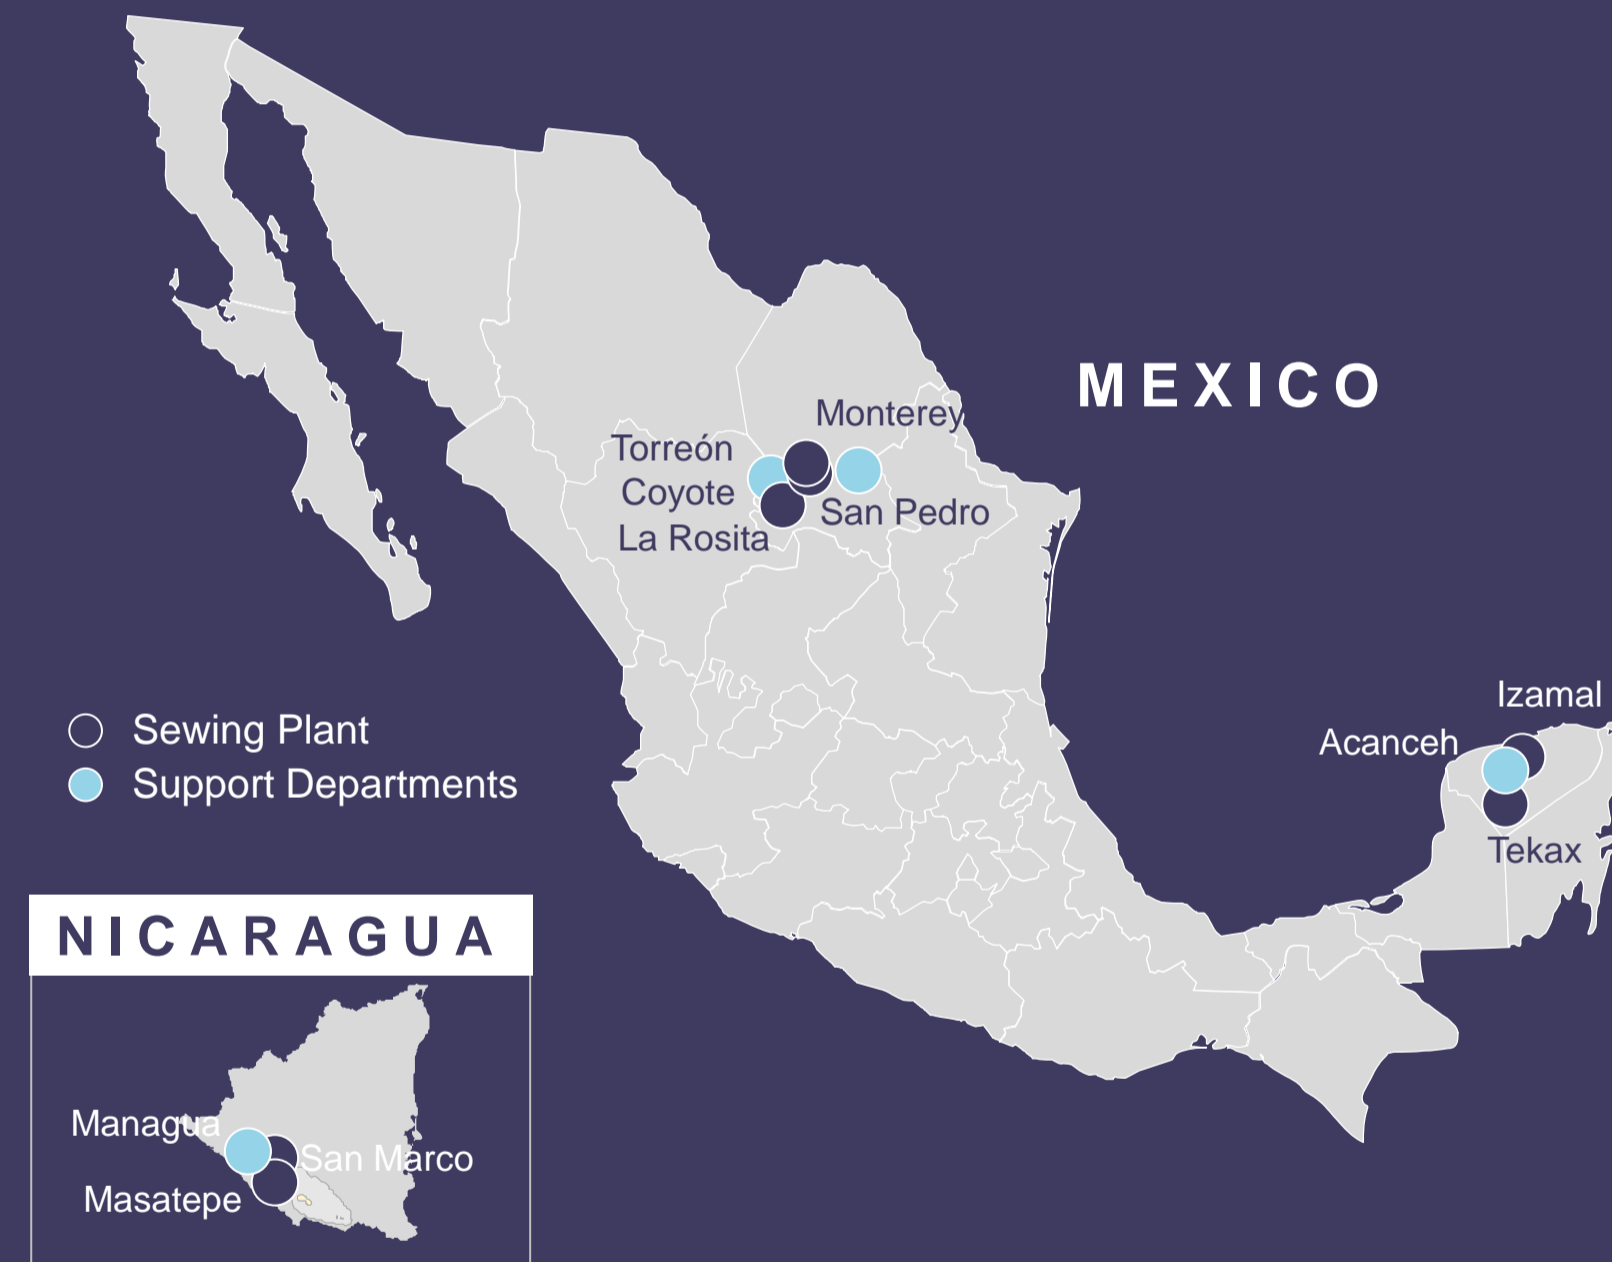 MEXICO
Monterey
Torreón
Coyote
San Pedro
La Rosita
Izamal
Acanceh
Tekax
Sewing Plant
Support Departments
NICARAGUA
Managua
San Marco
Masatepe